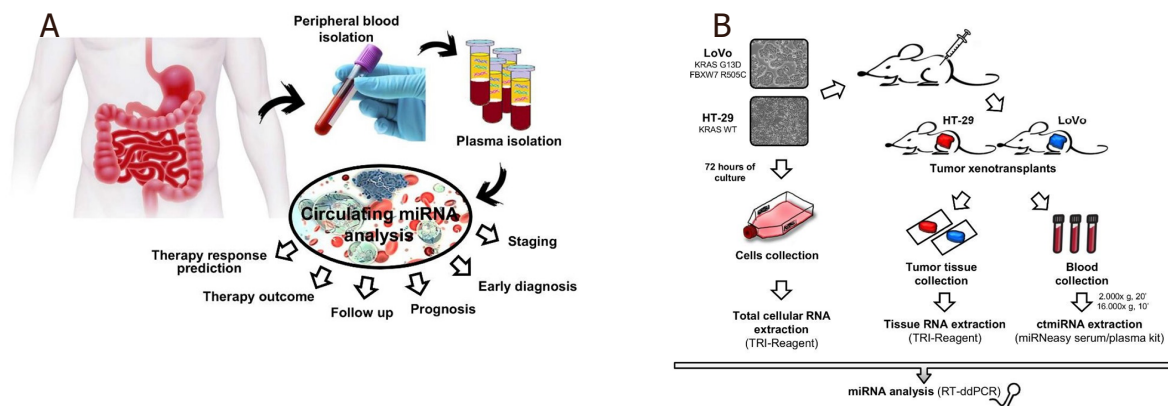 A
Peripheral blood
isolation
Plasma isolation
Circulating miRNA
analysis
Therapy response
prediction
Therapy outcome
Follow up
Prognosis
Early diagnosis
Staging
B
LoVo
KRAS G13D
FBXW7 R505C
HT-29
KRAS WT
72 hours of
culture
Cells collection
Total cellular RNA
extraction
(TRI-Reagent)
HT-29
LoVo
Tumor xenotransplants
Tumor tissue
collection
Tissue RNA extraction
(TRI-Reagent)
Blood
collection
2.000x g, 20'
16.000x g, 10'
ctmiRNA extraction
(miRNeasy serum/plasma kit)
miRNA analysis (RT-ddPCR)